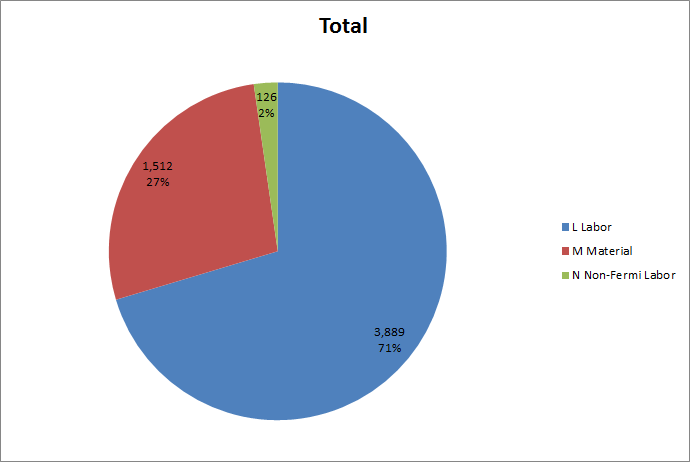 Total
126
2%
1,512
27%
3,889
71%
L Labor
M Material
N Non-Fermi Labor